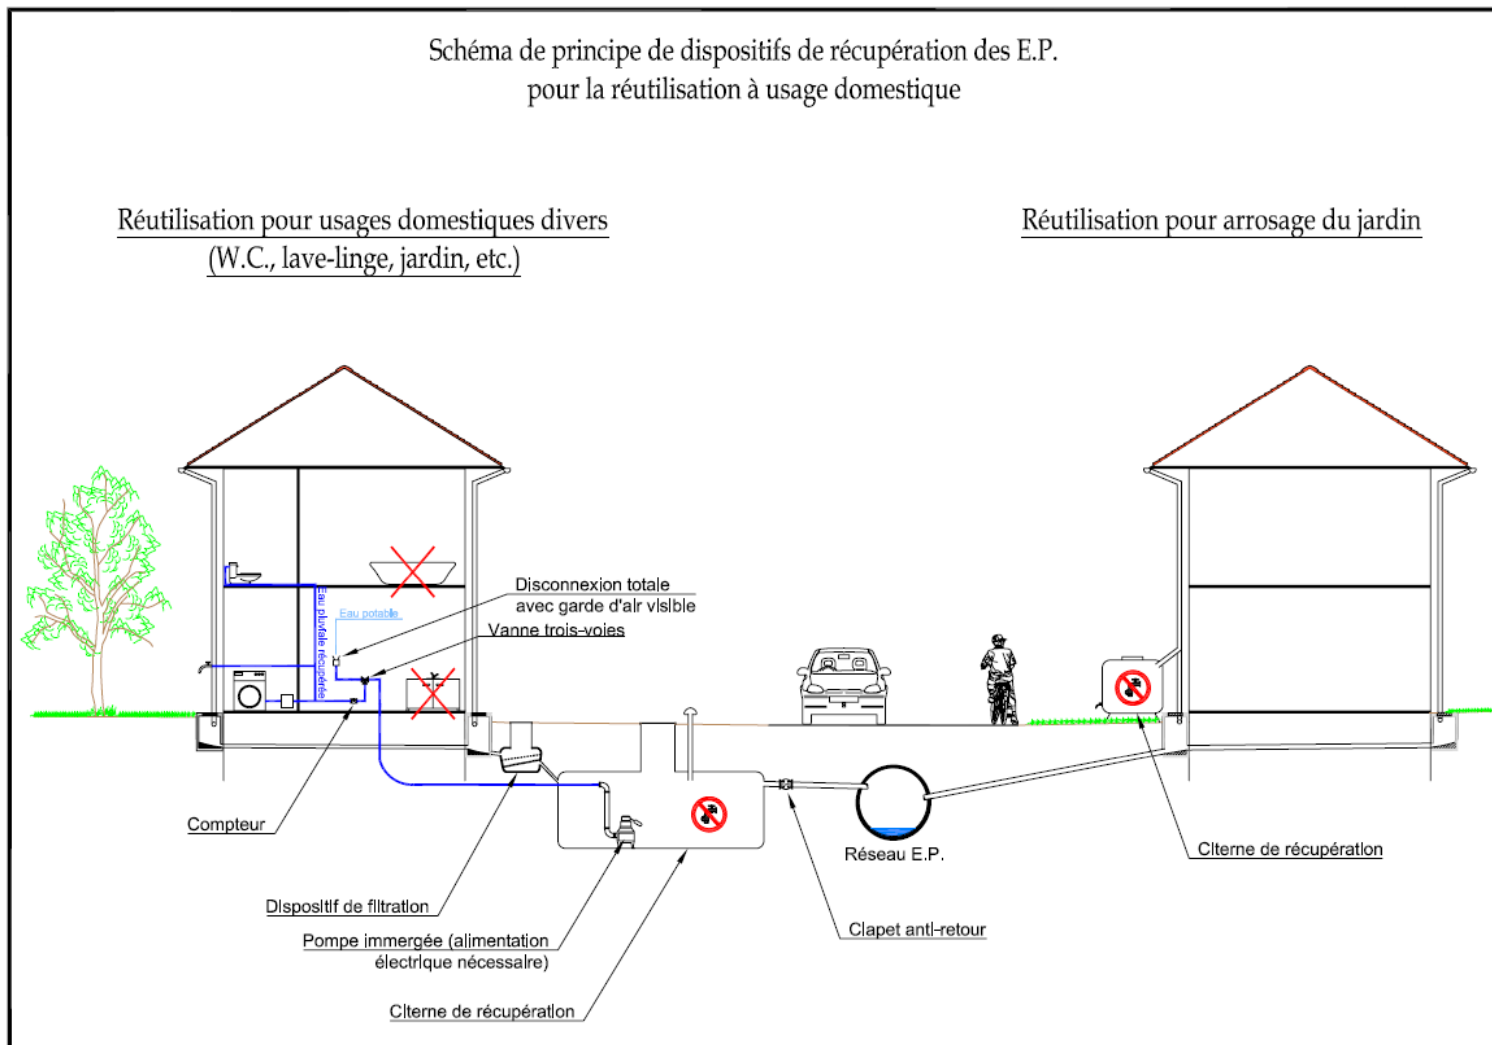 Schéma de principe de dispositifs de récupération des E.P.
pour la réutilisation à usage domestique
Réutilisation pour usages domestiques divers
(W.C., lave-linge, jardin, etc.)
Réutilisation pour arrosage du jardin
Disconnexion totale
avec garde d'air visible
Eau potable
Vanne trois-voies
Eau pluviale récupérée
Compteur
Réseau E.P.
Citerne de récupération
Dispositif de filtration
Clapet anti-retour
Pompe immergée (alimentation
électrique nécessaire)
Citerne de récupération